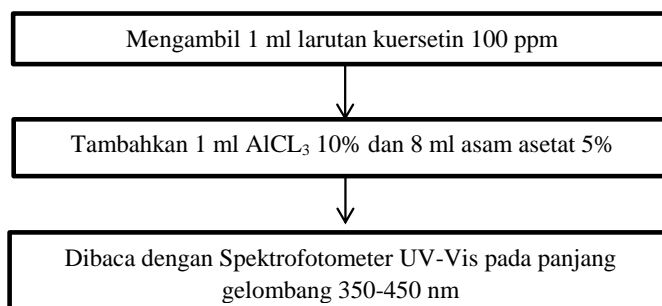 Mengambil 1 ml larutan kuersetin 100 ppm
Tambahkan 1 ml AlCL₃ 10% dan 8 ml asam asetat 5%
Dibaca dengan Spektrofotometer UV-Vis pada panjang
gelombang 350-450 nm